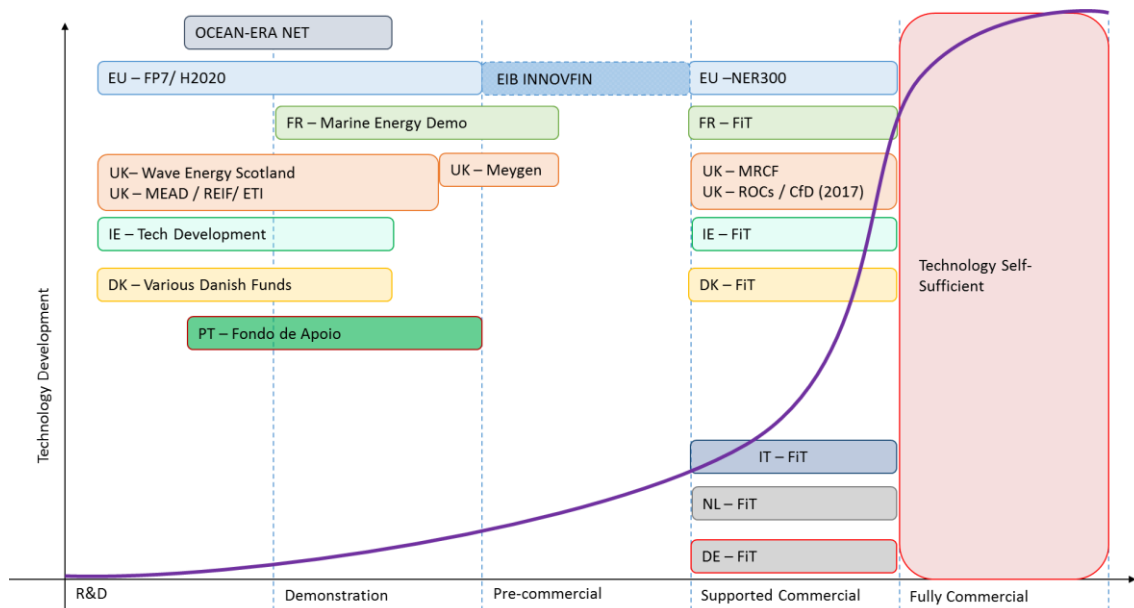 OCEAN-ERA NET
EU – FP7/ H2020
EIB INNOVFIN
EU –NER300
FR – Marine Energy Demo
FR – FiT
UK– Wave Energy Scotland
UK – MEAD / REIF/ ETI
UK – Meygen
UK – MRCF
UK – ROCs / CfD (2017)
IE – Tech Development
IE – FiT
DK – Various Danish Funds
DK – FiT
Technology Self-
Sufficient
PT – Fondo de Apoio
Technology Development
IT – FiT
NL – FiT
DE – FiT
R&D
Demonstration
Pre-commercial
Supported Commercial
Fully Commercial